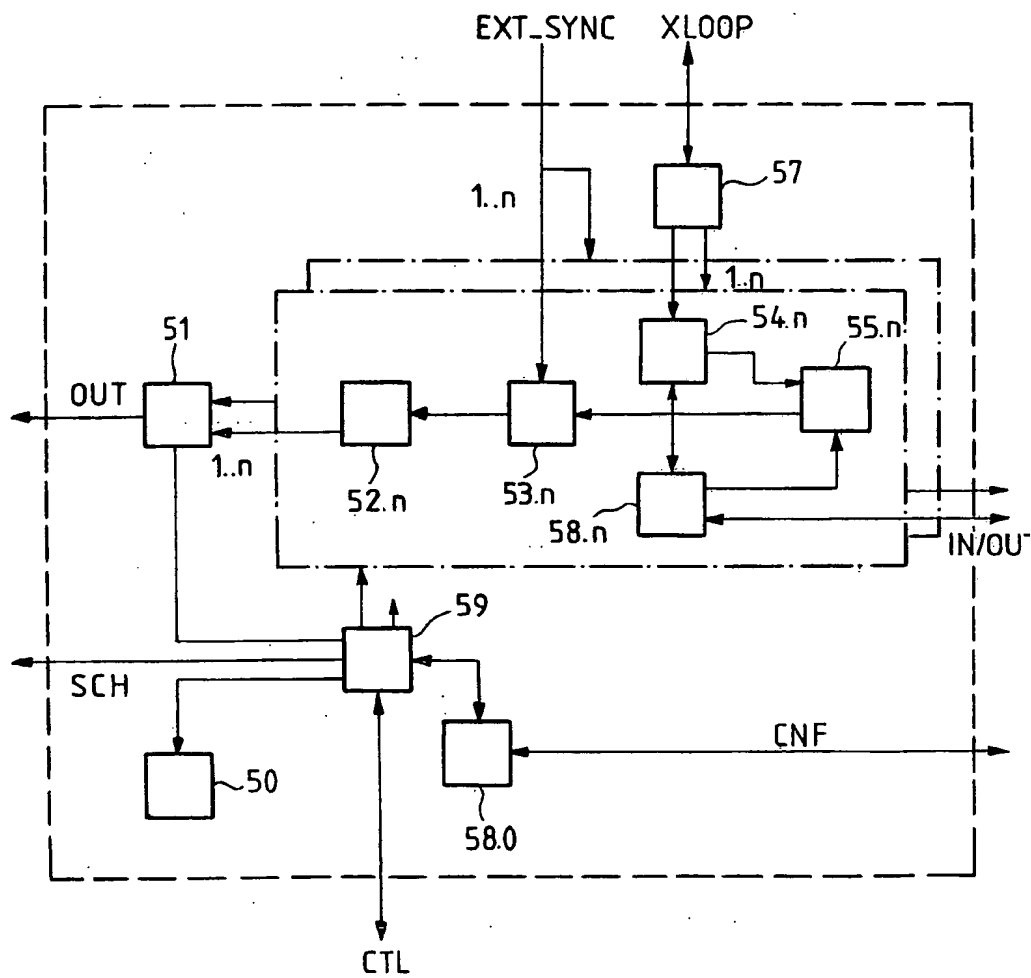 EXT_SYNC
XLOOP
57
1..n
1..n
54.n
55.n
51
OUT
1..n
52.n
53.n
58.n
IN/OUT
59
SCH
CNF
50
58.0
CTL